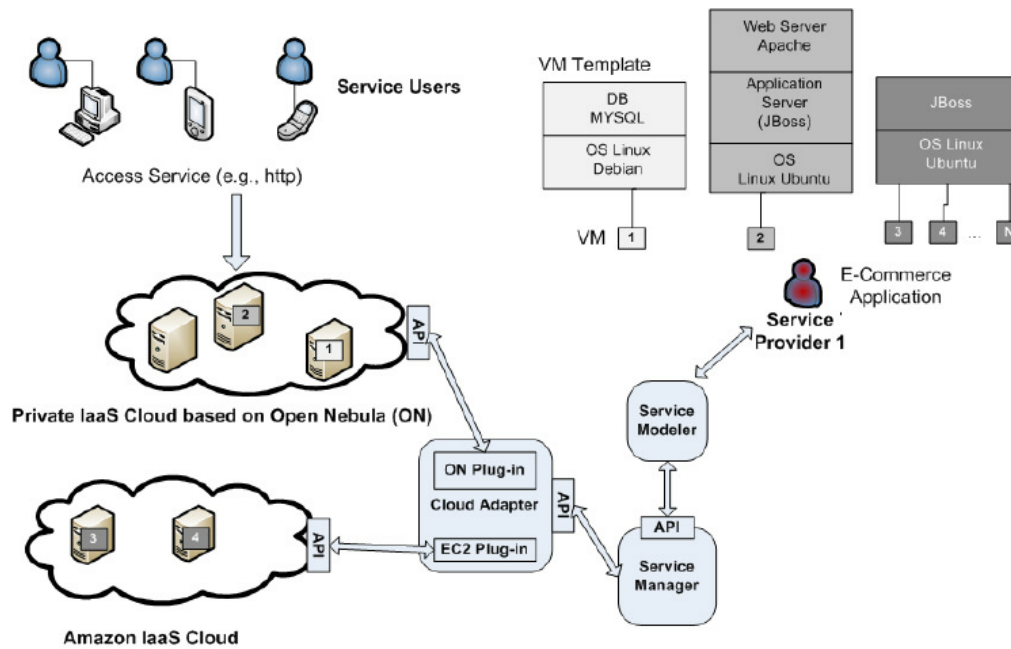 Service Users
Access Service (e.g., http)
VM Template
DB
MYSQL
OS Linux
Debian
Web Server
Apache
Application
Server
(JBoss)
OS
Linux Ubuntu
JBoss
OS Linux
Ubuntu
VM
1
2
3
4
...
N
E-Commerce
Application
Service
Provider 1
2
1
API
Private IaaS Cloud based on Open Nebula (ON)
Service
Modeler
ON Plug-in
Cloud Adapter
EC2 Plug-in
API
API
Service
Manager
3
4
API
Amazon IaaS Cloud